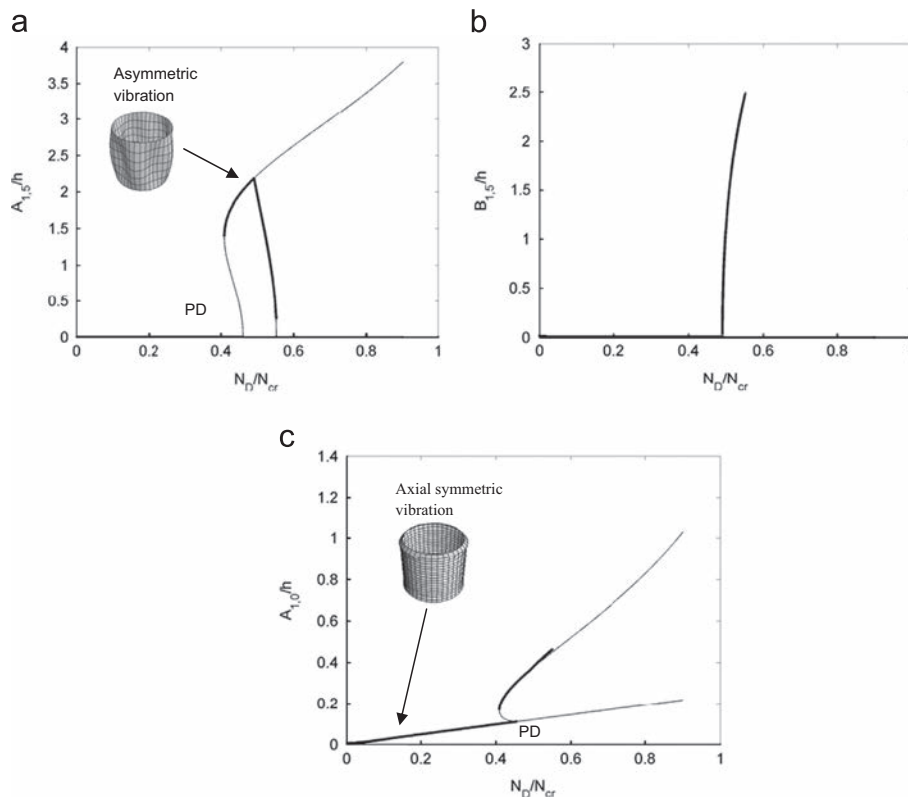 a
4
3.5
3
2.5
2
1.5
1
0.5
0
A1,5/h
Asymmetric
vibration
PD
0 0.2 0.4 0.6 0.8 1
ND/Ncr
b
3
2.5
2
1.5
1
0.5
0
B1,5/h
0 0.2 0.4 0.6 0.8
ND/Ncr
c
1.4
1.2
1
0.8
0.6
0.4
0.2
0
A1,0/h
Axial symmetric
vibration
PD
0 0.2 0.4 0.6 0.8 1
ND/Ncr